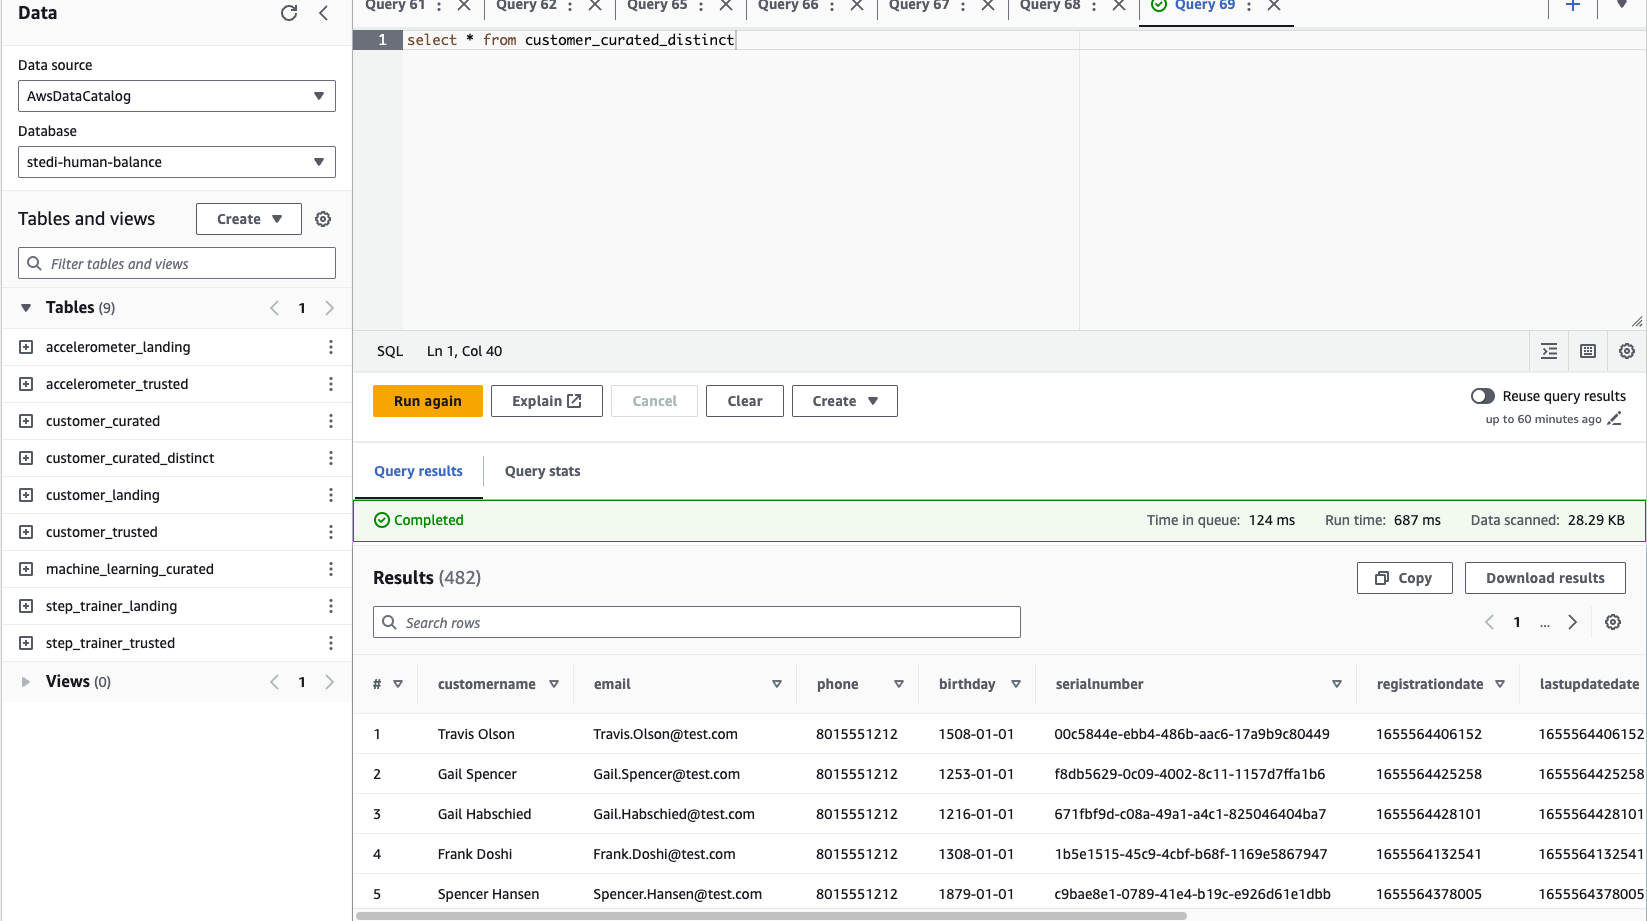 Data
Data source
AwsDataCatalog
Database
stedi-human-balance
Tables and views
Create
Filter tables and views
Tables (9)
1
accelerometer_landing
accelerometer_trusted
customer_curated
customer_curated_distinct
customer_landing
customer_trusted
machine_learning_curated
step_trainer_landing
step_trainer_trusted
Views (0)
1
Query 61 Query 62 Query 65 Query 66 Query 67 Query 68 Query 69
1 select * from customer_curated_distinct
SQL Ln 1, Col 40
Run again Explain Cancel Clear Create
Reuse query results
up to 60 minutes ago
Query results Query stats
Completed Time in queue: 124 ms Run time: 687 ms Data scanned: 28.29 KB
Results (482) Copy Download results
Search rows 1 ...
# customername email phone birthday serialnumber registrationdate lastupdatedate
1 Travis Olson Travis.Olson@test.com 8015551212 1508-01-01 00c5844e-ebb4-486b-aac6-17a9b9c80449 1655564406152 1655564406152
2 Gail Spencer Gail.Spencer@test.com 8015551212 1253-01-01 f8db5629-0c09-4002-8c11-1157d7ffa1b6 1655564425258 1655564425258
3 Gail Habschied Gail.Habschied@test.com 8015551212 1216-01-01 671fbf9d-c08a-49a1-a4c1-825046404ba7 1655564428101 1655564428101
4 Frank Doshi Frank.Doshi@test.com 8015551212 1308-01-01 1b5e1515-45c9-4cbf-b68f-1169e5867947 1655564132541 1655564132541
5 Spencer Hansen Spencer.Hansen@test.com 8015551212 1879-01-01 c9bae8e1-0789-41e4-b19c-e926d61e1dbb 1655564378005 1655564378005